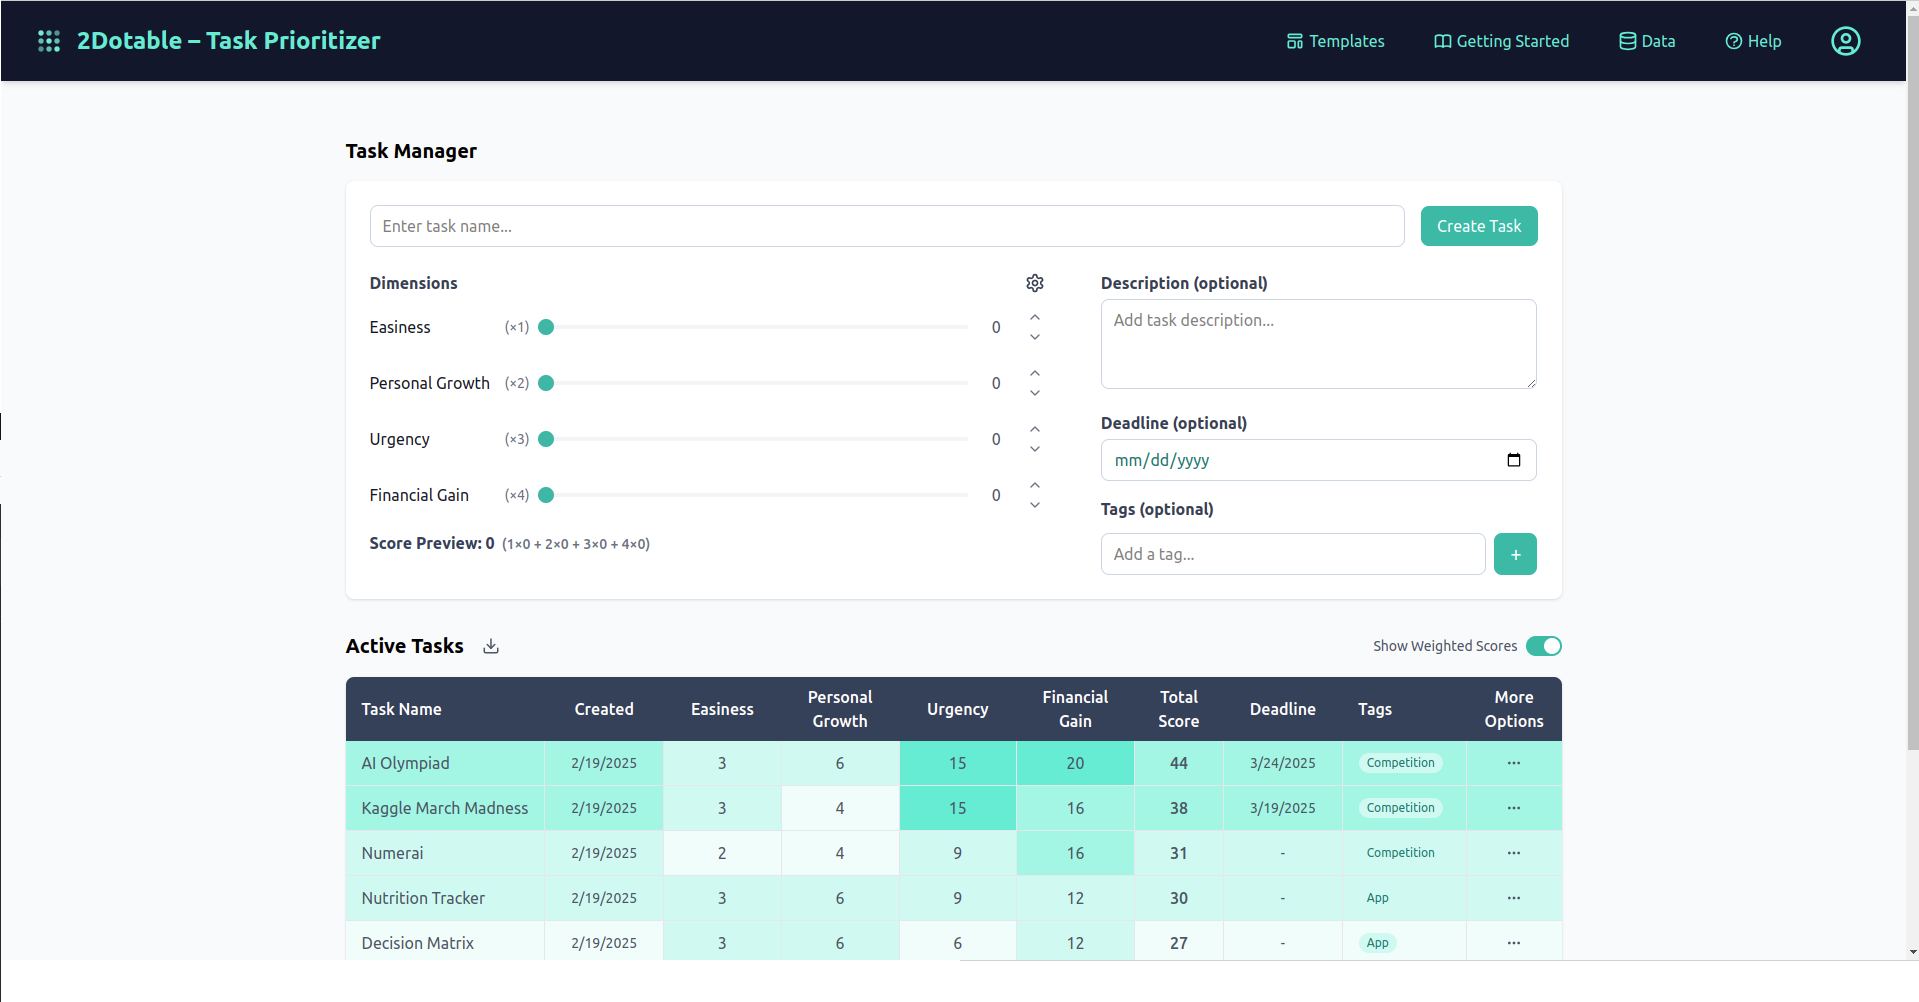 2Dotable – Task Prioritizer
Templates
Getting Started
Data
Help
Task Manager
Enter task name...
Create Task
Dimensions
Easiness (×1) 0
Personal Growth (×2) 0
Urgency (×3) 0
Financial Gain (×4) 0
Score Preview: 0 (1×0 + 2×0 + 3×0 + 4×0)
Description (optional)
Add task description...
Deadline (optional)
mm/dd/yyyy
Tags (optional)
Add a tag...
+
Active Tasks
Show Weighted Scores
Task Name Created Easiness Personal Growth Urgency Financial Gain Total Score Deadline Tags More Options
AI Olympiad 2/19/2025 3 6 15 20 44 3/24/2025 Competition ...
Kaggle March Madness 2/19/2025 3 4 15 16 38 3/19/2025 Competition ...
Numerai 2/19/2025 2 4 9 16 31 - Competition ...
Nutrition Tracker 2/19/2025 3 6 9 12 30 - App ...
Decision Matrix 2/19/2025 3 6 6 12 27 - App ...